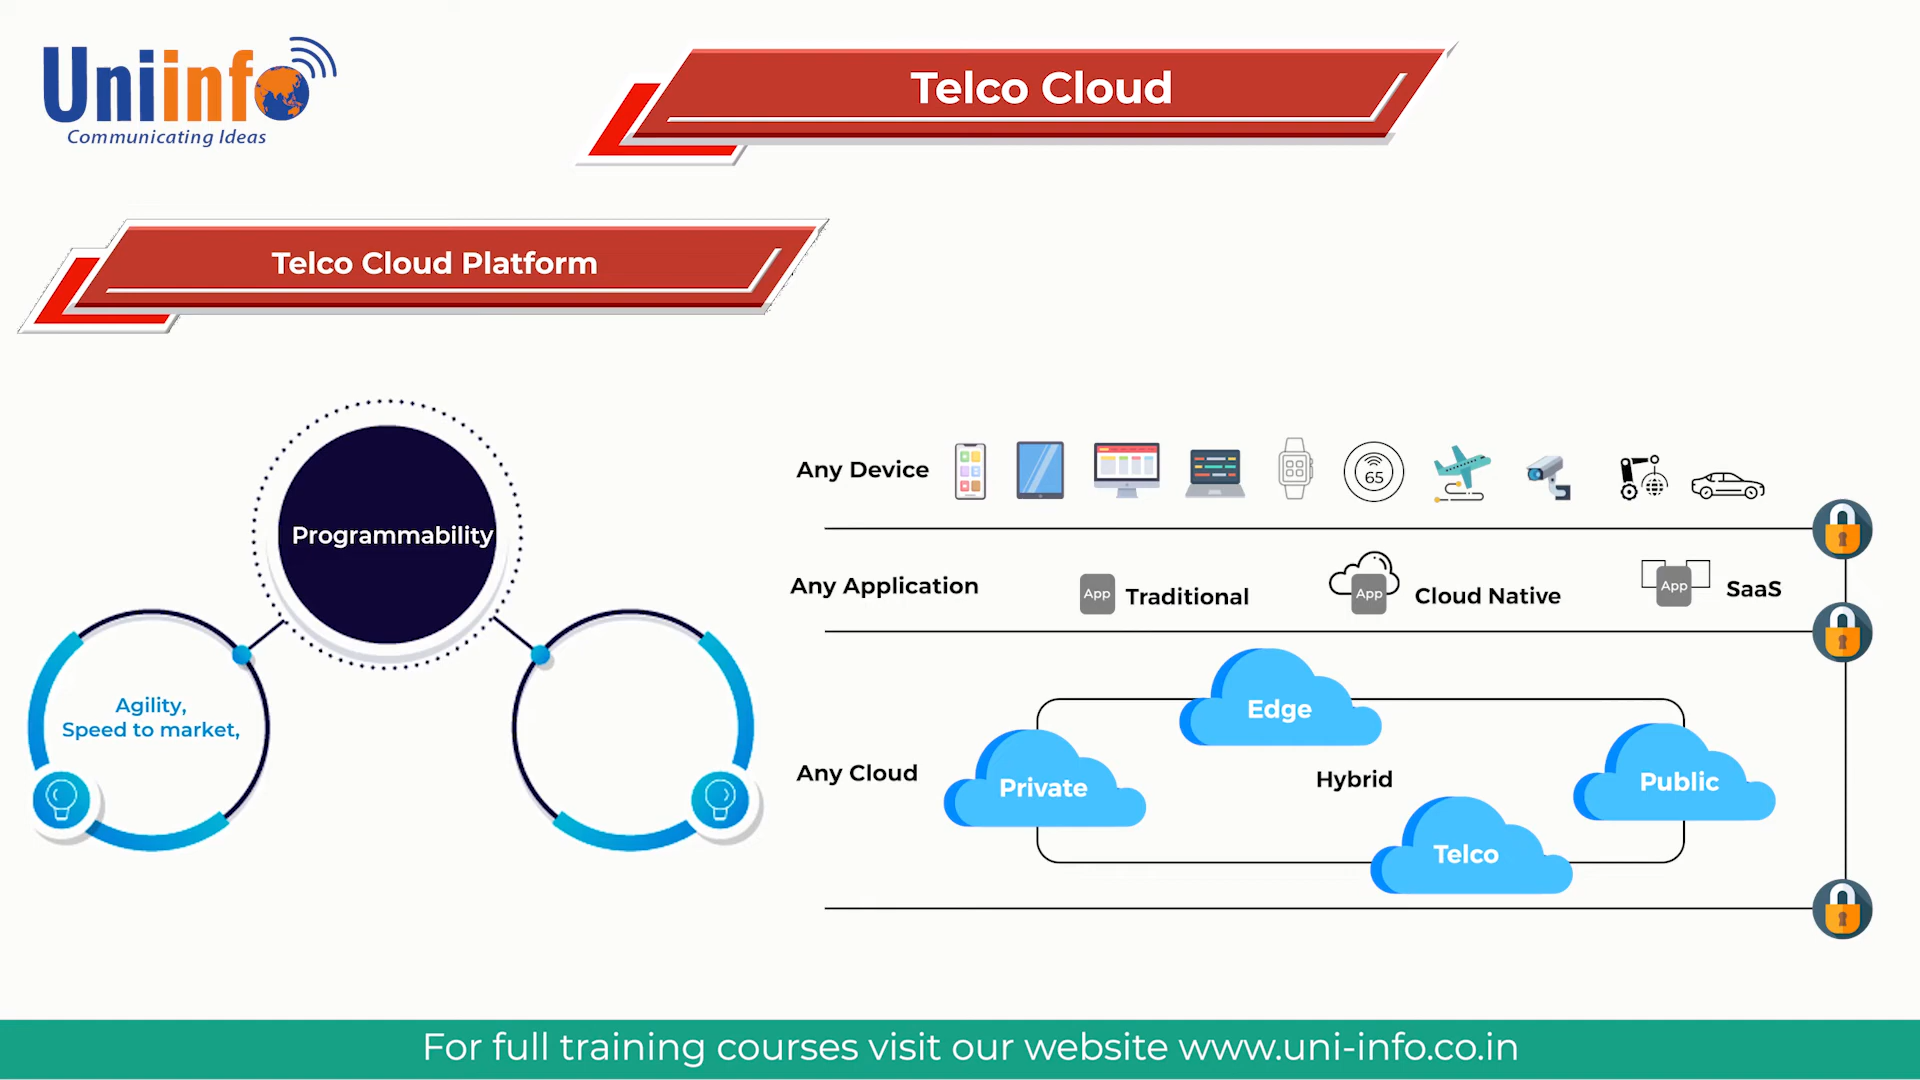 Uniinfo
Communicating Ideas
Telco Cloud
Telco Cloud Platform
Programmability
Agility,
Speed to market,
Any Device
65
Any Application
App Traditional
App Cloud Native
App SaaS
Any Cloud
Edge
Private
Hybrid
Public
Telco
For full training courses visit our website www.uni-info.co.in